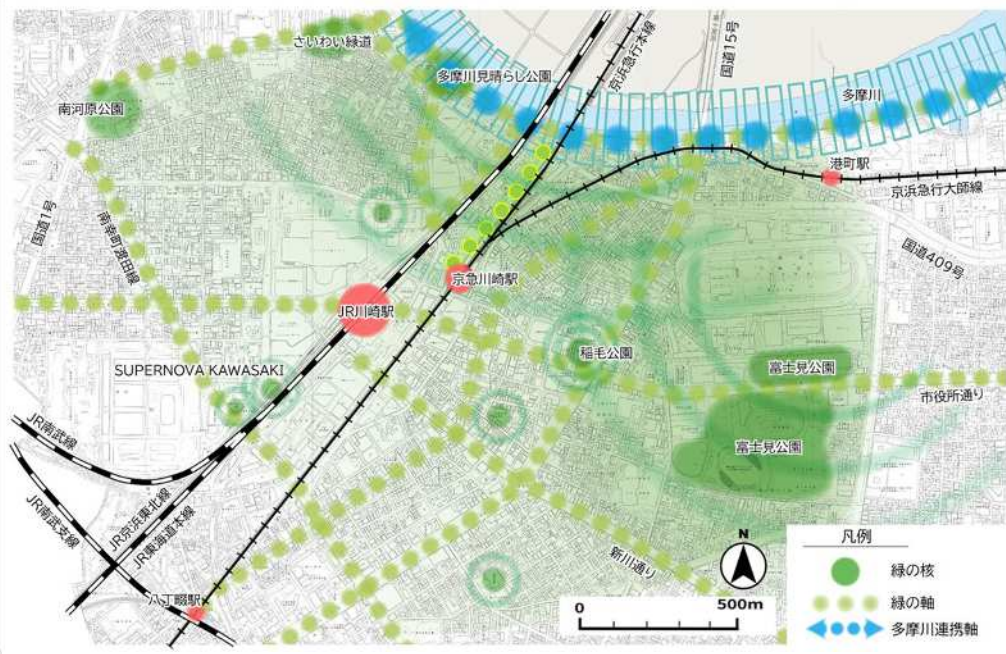 さいわい緑道
京浜急行本線
国道15号
多摩川見晴らし公園
多摩川
南河原公園
港町駅
京浜急行大師線
国道1号
南幸町渡田線
国道409号
京急川崎駅
JR川崎駅
稲毛公園
SUPERNOVA KAWASAKI
富士見公園
市役所通り
富士見公園
JR南武線
JR南武支線
JR京浜東北線
JR東海道本線
新川通り
八丁畷駅
N
0 500m
凡例
緑の核
緑の軸
多摩川連携軸